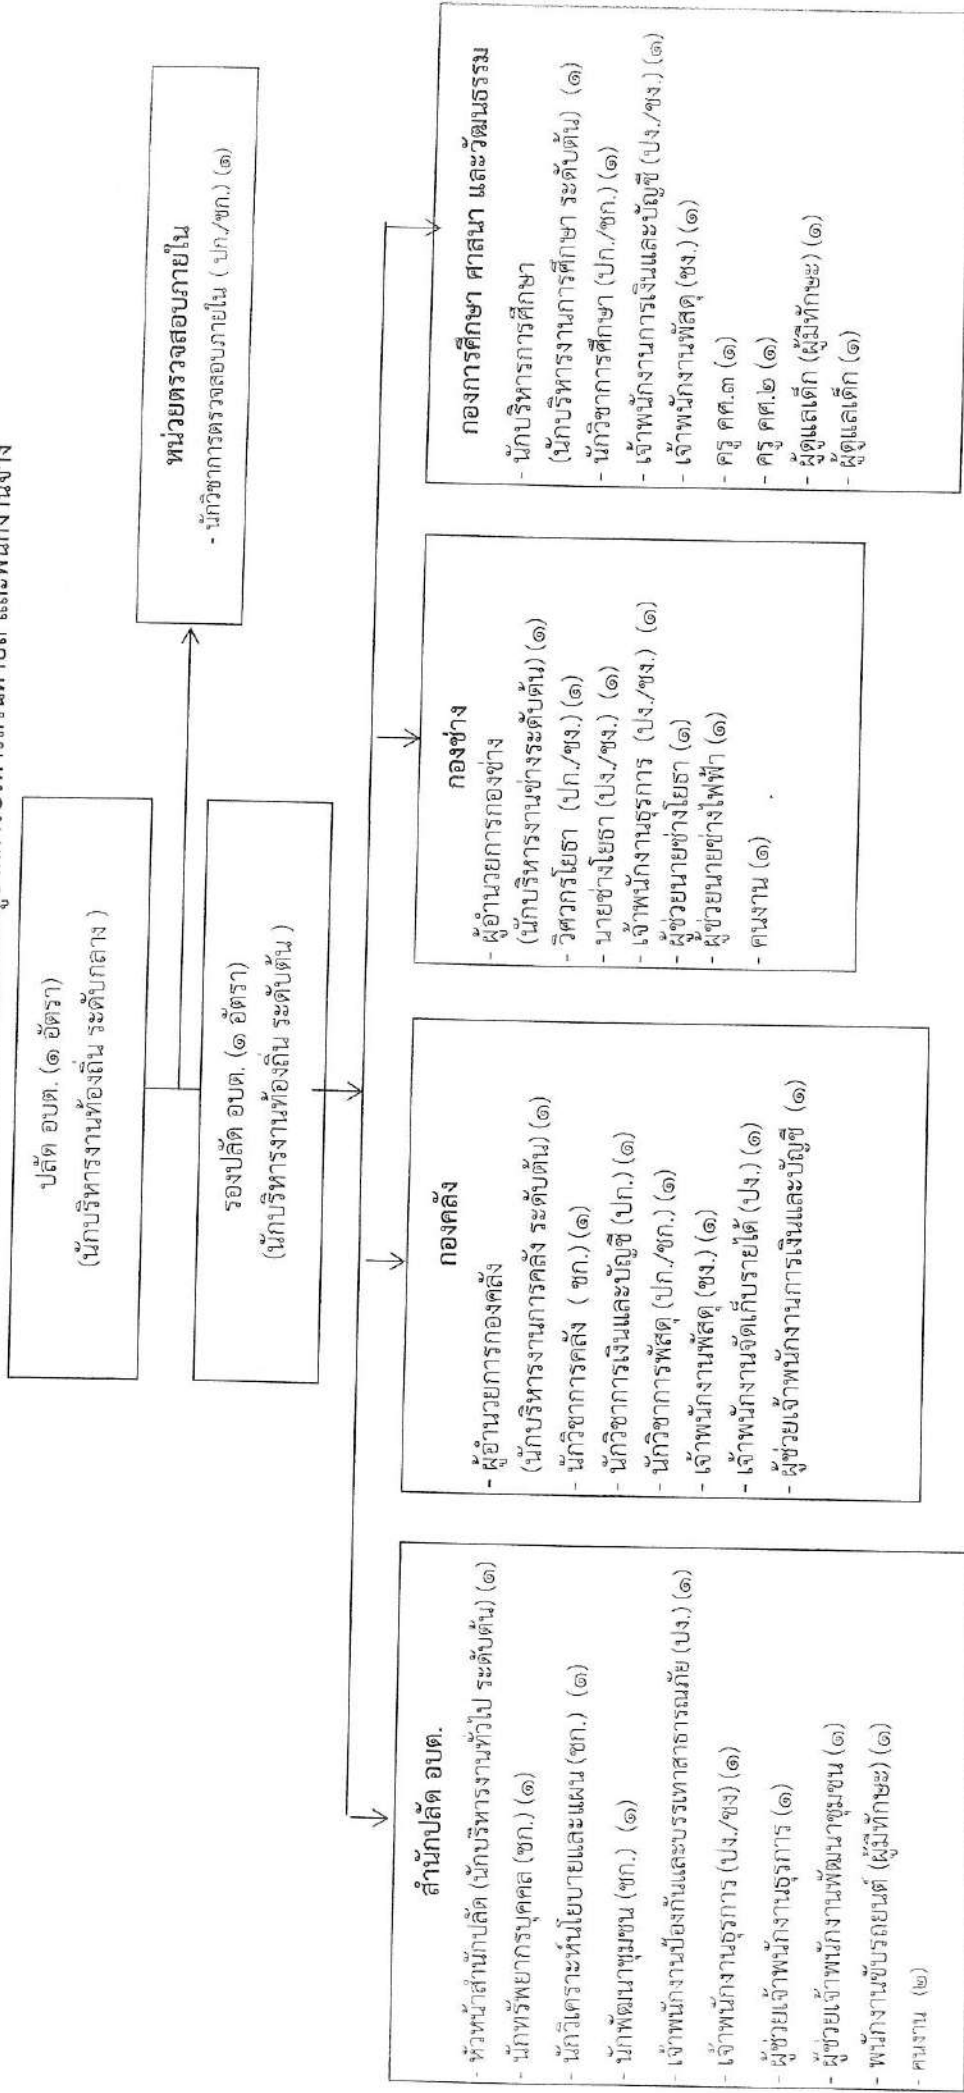 ปลัด อบต. (๑ อัตรา)
(นักบริหารงานท้องถิ่น ระดับกลาง )
หน่วยตรวจสอบภายใน
- นักวิชาการตรวจสอบภายใน ( ปก./ชก.) (๑)
รองปลัด อบต. (๑ อัตรา)
(นักบริหารงานท้องถิ่น ระดับต้น )
สำนักปลัด อบต.
- หัวหน้าสำนักปลัด (นักบริหารงานทั่วไป ระดับต้น) (๑)
- นักทรัพยากรบุคคล (ชก.) (๑)
- นักวิเคราะห์นโยบายและแผน (ชก.) (๑)
- นักพัฒนาชุมชน (ชก.) (๑)
- เจ้าพนักงานป้องกันและบรรเทาสาธารณภัย (ปง.) (๑)
- เจ้าพนักงานธุรการ (ปง./ชง) (๑)
- ผู้ช่วยเจ้าพนักงานธุรการ (๑)
- ผู้ช่วยเจ้าพนักงานพัฒนาชุมชน (๑)
- พนักงานขับรถยนต์ (ผู้มีทักษะ) (๑)
- คนงาน (๒)
กองคลัง
- ผู้อำนวยการกองคลัง
(นักบริหารงานการคลัง ระดับต้น) (๑)
- นักวิชาการคลัง ( ชก.) (๑)
- นักวิชาการเงินและบัญชี (ปก.) (๑)
- นักวิชาการพัสดุ (ปก./ชก.) (๑)
- เจ้าพนักงานพัสดุ (ชง.) (๑)
- เจ้าพนักงานจัดเก็บรายได้ (ปง.) (๑)
- ผู้ช่วยเจ้าพนักงานการเงินและบัญชี (๑)
กองช่าง
- ผู้อำนวยการกองช่าง
(นักบริหารงานช่างระดับต้น) (๑)
- วิศวกรโยธา (ปก./ชง.) (๑)
- นายช่างโยธา (ปง./ชง.) (๑)
- เจ้าพนักงานธุรการ (ปง./ชง.) (๑)
- ผู้ช่วยนายช่างโยธา (๑)
- ผู้ช่วยนายช่างไฟฟ้า (๑)
- คนงาน (๑)
กองการศึกษา ศาสนา และวัฒนธรรม
- นักบริหารการศึกษา
(นักบริหารงานการศึกษา ระดับต้น) (๑)
- นักวิชาการศึกษา (ปก./ชก.) (๑)
- เจ้าพนักงานการเงินและบัญชี (ปง./ชง.) (๑)
- เจ้าพนักงานพัสดุ (ชง.) (๑)
- ครู คศ.๓ (๑)
- ครู คศ.๒ (๑)
- ผู้ดูแลเด็ก (ผู้มีทักษะ) (๑)
- ผู้ดูแลเด็ก (๑)